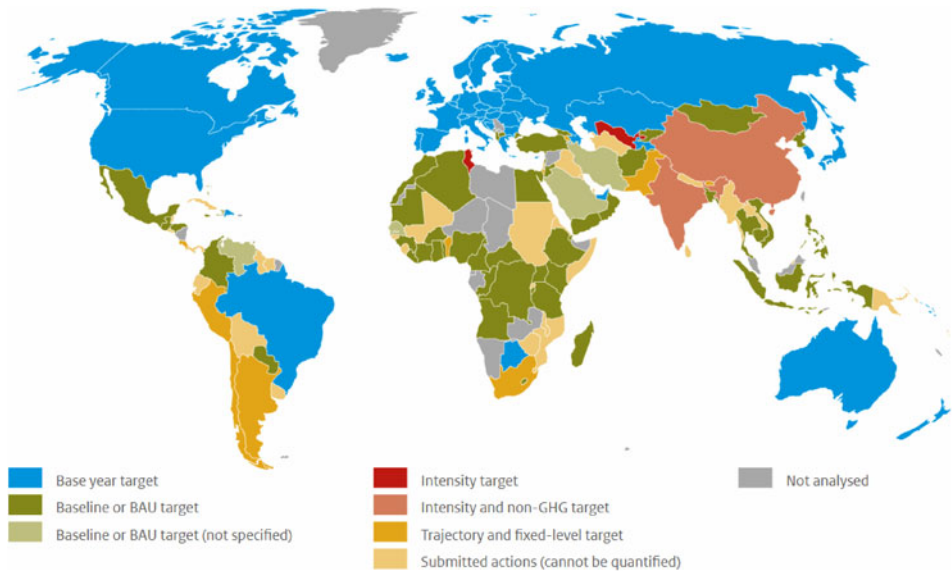 Base year target
Baseline or BAU target
Baseline or BAU target (not specified)
Intensity target
Intensity and non-GHG target
Trajectory and fixed-level target
Submitted actions (cannot be quantified)
Not analysed